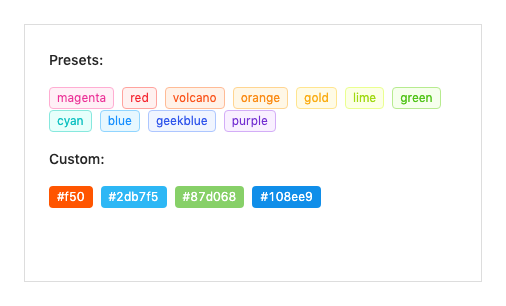 Presets:
magenta red volcano orange gold lime green
cyan blue geekblue purple
Custom:
#f50 #2db7f5 #87d068 #108ee9